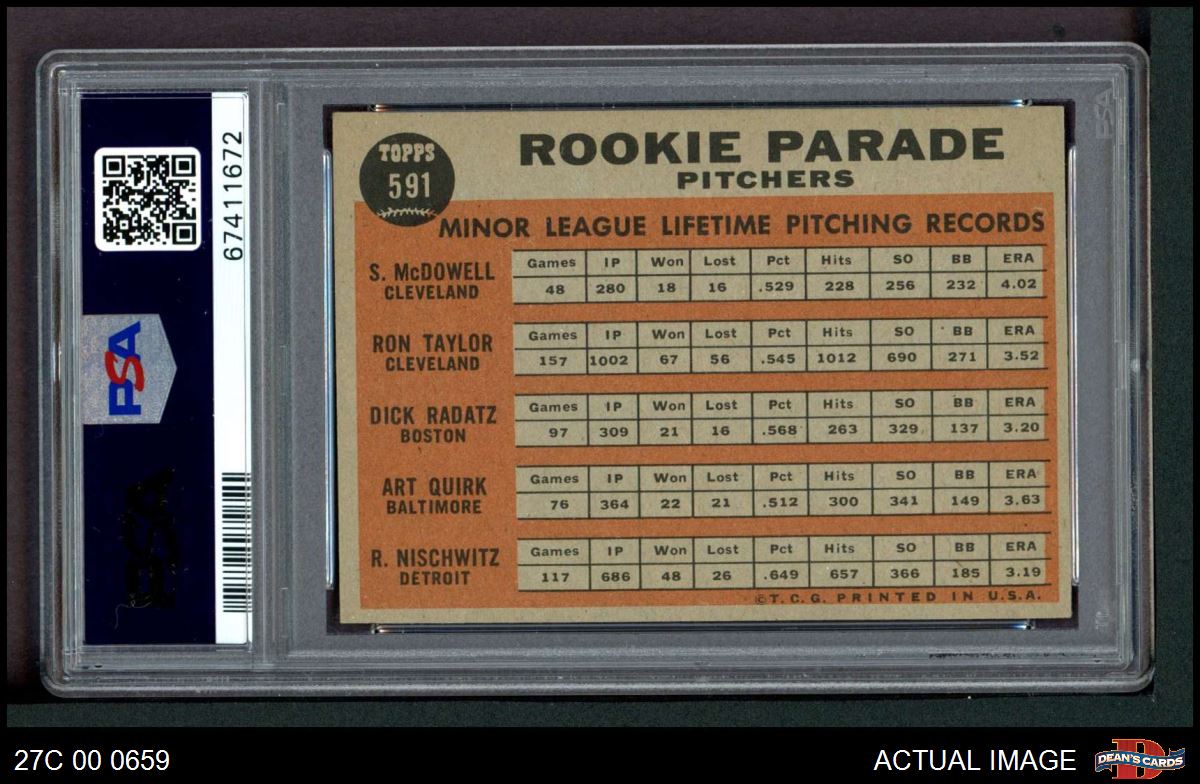 67411672
PSA
PSA
PSA
TOPPS
591
ROOKIE PARADE
PITCHERS
MINOR LEAGUE LIFETIME PITCHING RECORDS
S. McDOWELL
CLEVELAND
Games IP Won Lost Pct Hits SO BB ERA
48 280 18 16 .529 228 256 232 4.02
RON TAYLOR
CLEVELAND
Games IP Won Lost Pct Hits SO BB ERA
157 1002 67 56 .545 1012 690 271 3.52
DICK RADATZ
BOSTON
Games IP Won Lost Pct Hits SO BB ERA
97 309 21 16 .568 263 329 137 3.20
ART QUIRK
BALTIMORE
Games IP Won Lost Pct Hits SO BB ERA
76 364 22 21 .512 300 341 149 3.63
R. NISCHWITZ
DETROIT
Games IP Won Lost Pct Hits SO BB ERA
117 686 48 26 .649 657 366 185 3.19
©T.C.G. PRINTED IN U.S.A.
27C 00 0659
ACTUAL IMAGE
DEAN'S CARDS